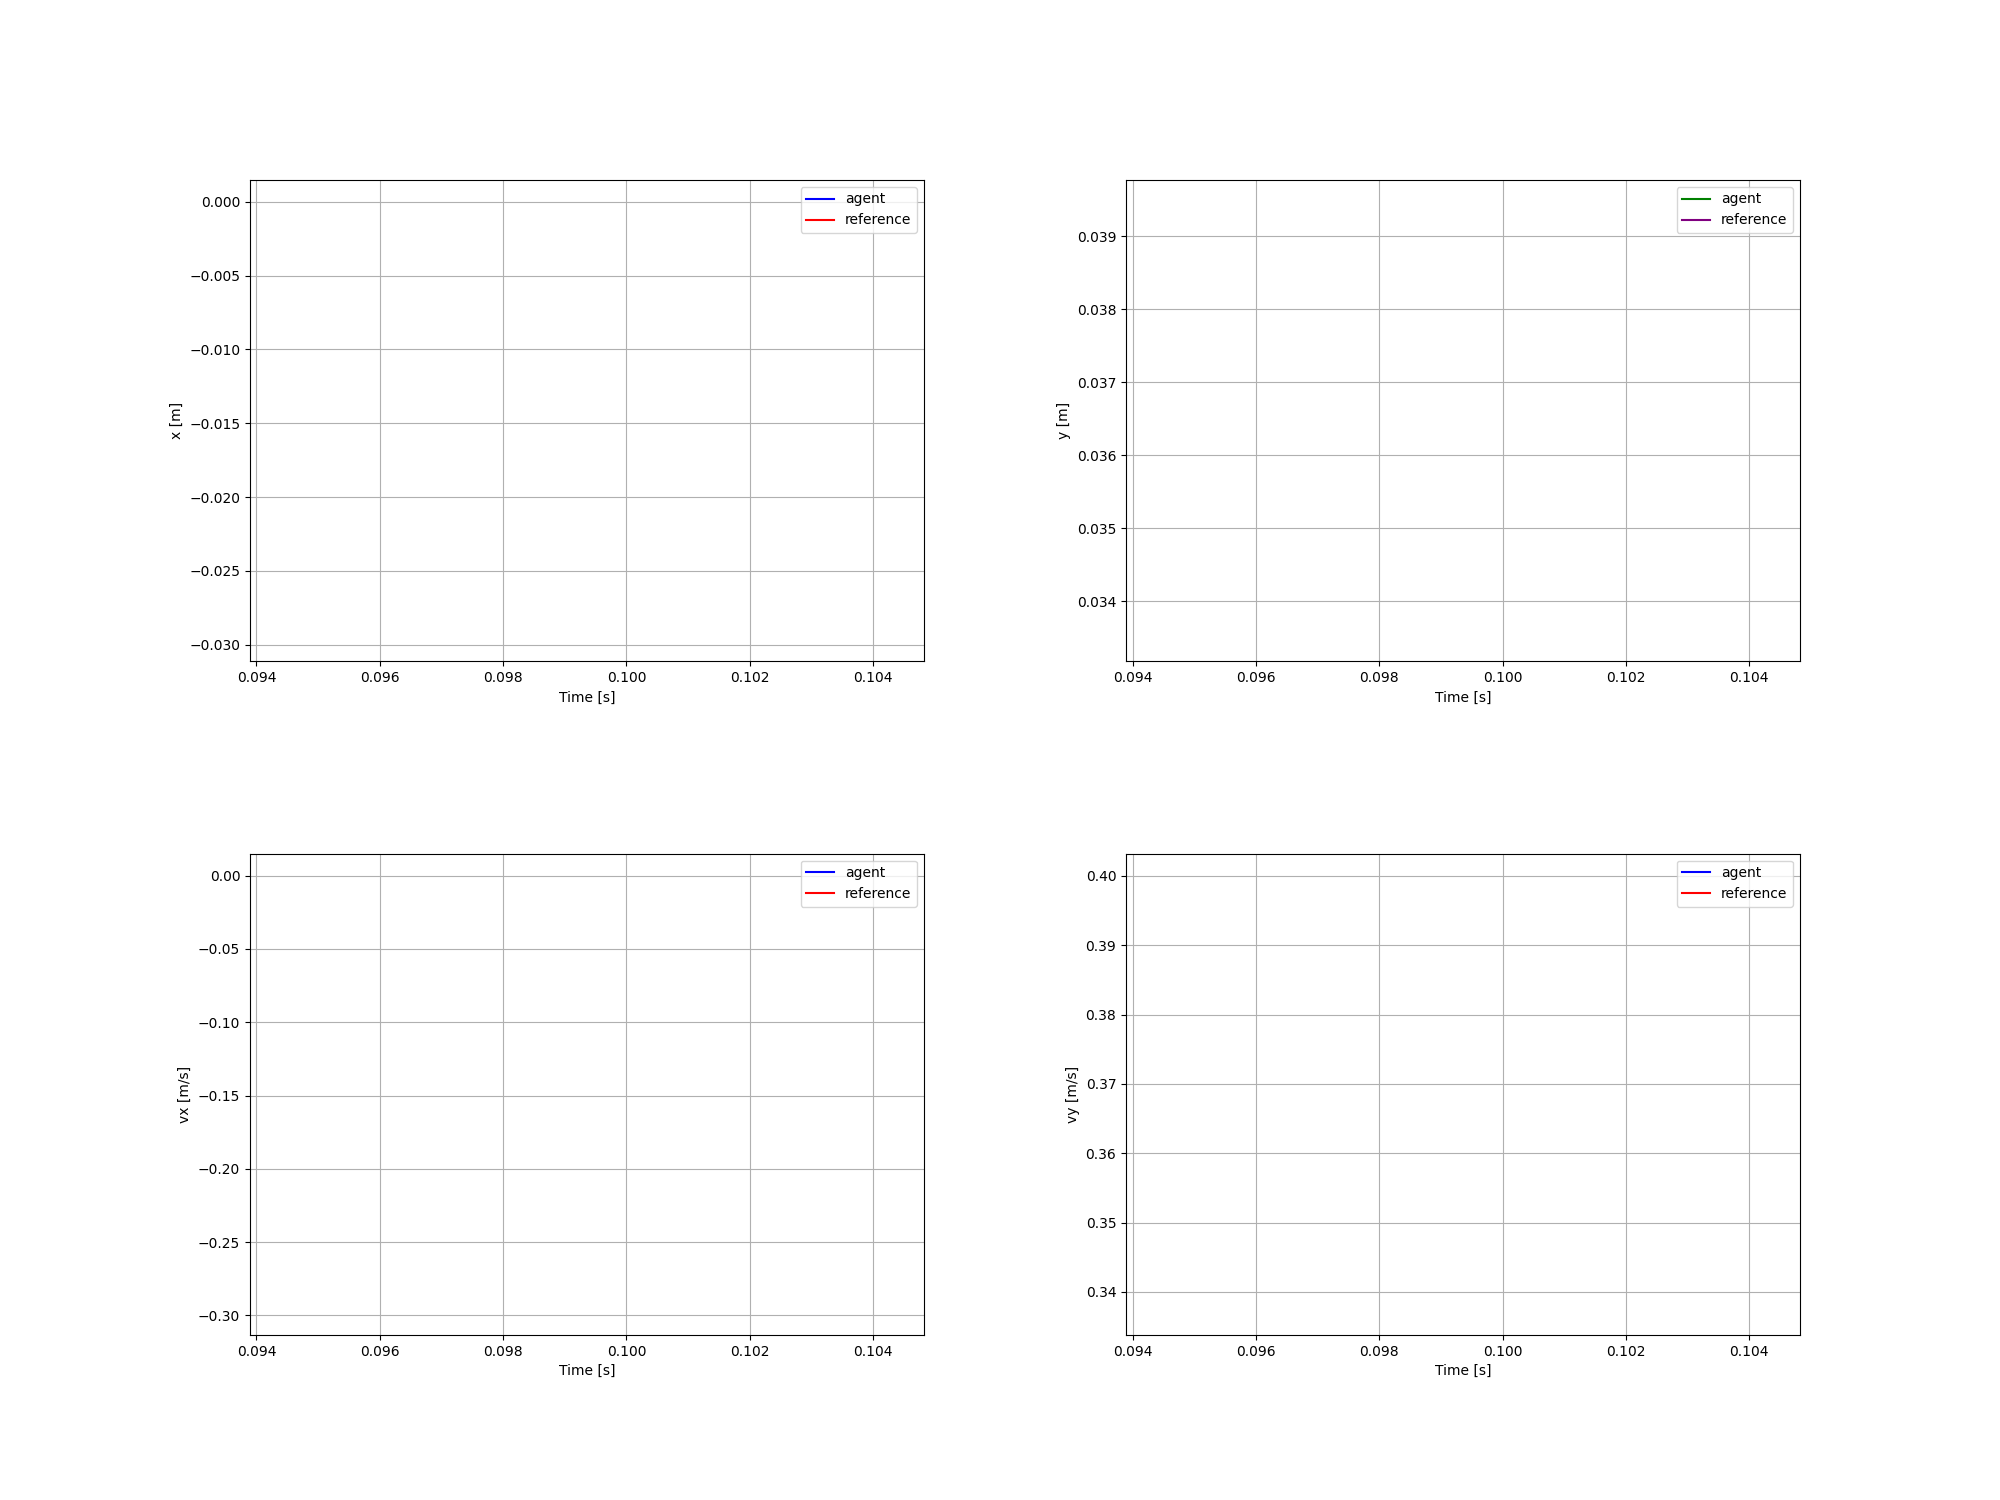 agent
reference
0.000
−0.005
−0.010
−0.015
−0.020
−0.025
−0.030
x [m]
0.094 0.096 0.098 0.100 0.102 0.104
Time [s]
agent
reference
0.039
0.038
0.037
0.036
0.035
0.034
y [m]
0.094 0.096 0.098 0.100 0.102 0.104
Time [s]
agent
reference
0.00
−0.05
−0.10
−0.15
−0.20
−0.25
−0.30
vx [m/s]
0.094 0.096 0.098 0.100 0.102 0.104
Time [s]
agent
reference
0.40
0.39
0.38
0.37
0.36
0.35
0.34
vy [m/s]
0.094 0.096 0.098 0.100 0.102 0.104
Time [s]